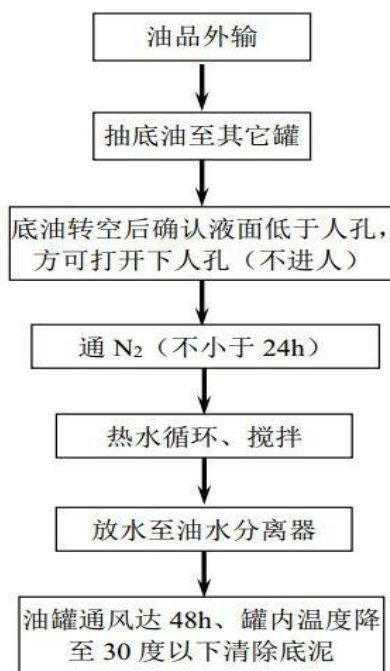 油品外输
抽底油至其它罐
底油转空后确认液面低于人孔，
方可打开下人孔（不进人）
通 N₂（不小于 24h）
热水循环、搅拌
放水至油水分离器
油罐通风达 48h、罐内温度降
至 30 度以下清除底泥